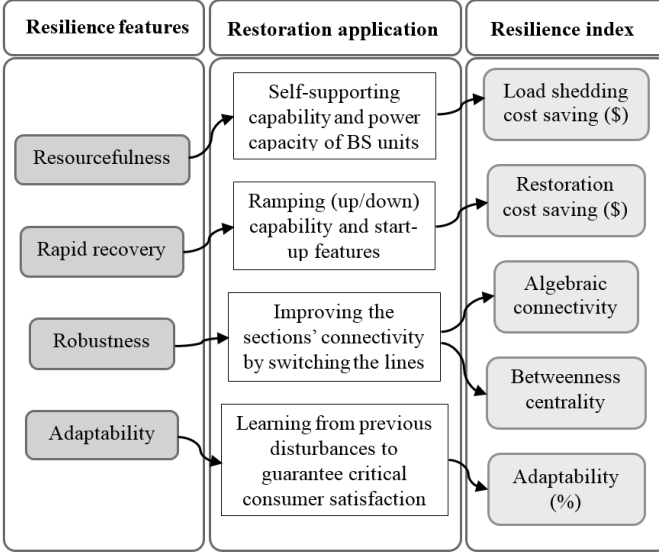 Resilience features
Restoration application
Resilience index
Resourcefulness
Rapid recovery
Robustness
Adaptability
Self-supporting
capability and power
capacity of BS units
Ramping (up/down)
capability and start-
up features
Improving the
sections' connectivity
by switching the lines
Learning from previous
disturbances to
guarantee critical
consumer satisfaction
Load shedding
cost saving ($)
Restoration
cost saving ($)
Algebraic
connectivity
Betweenness
centrality
Adaptability
(%)